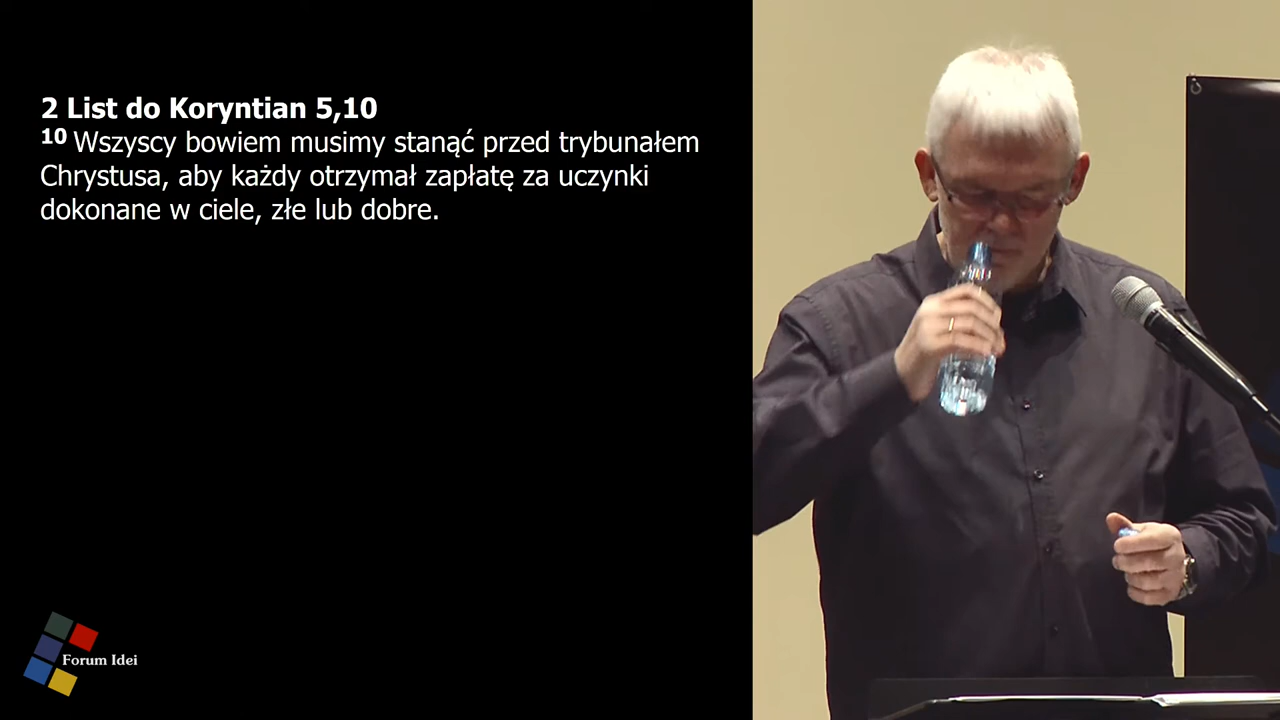 2 List do Koryntian 5,10
10 Wszyscy bowiem musimy stanąć przed trybunałem
Chrystusa, aby każdy otrzymał zapłatę za uczynki
dokonane w ciele, złe lub dobre.
Forum Idei